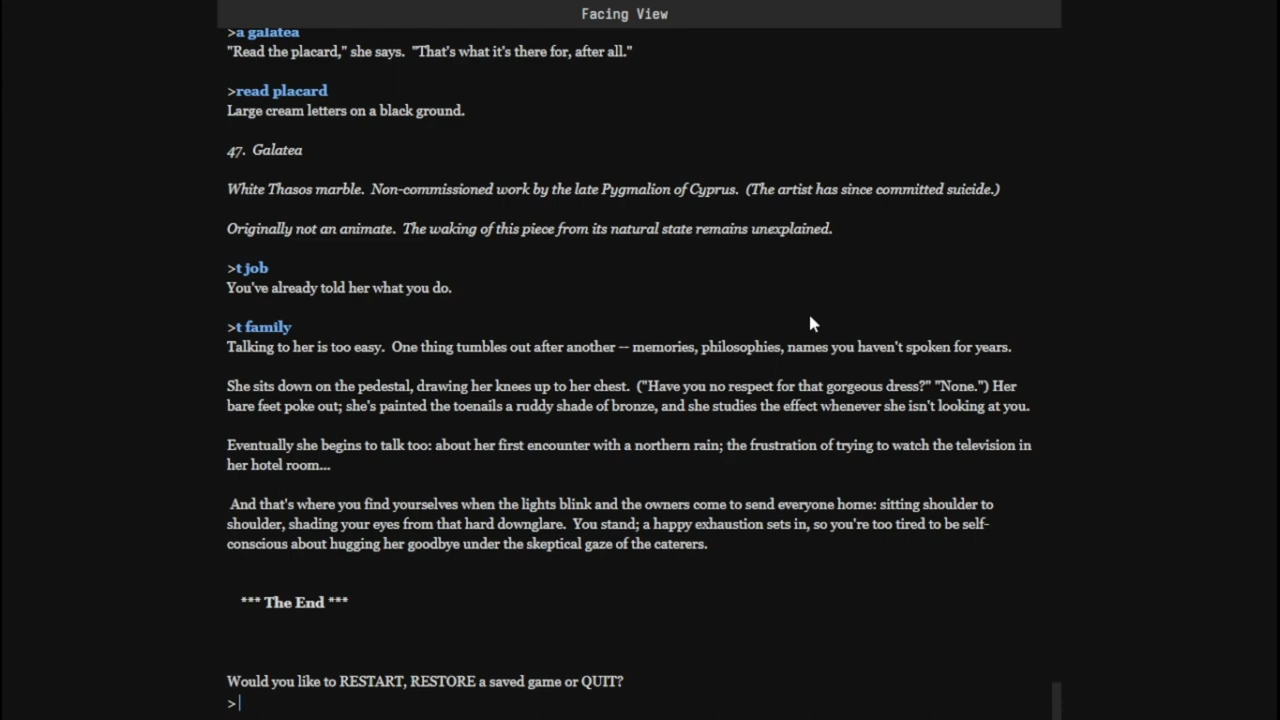 Facing View
>a galatea
"Read the placard," she says.  "That's what it's there for, after all."
>read placard
Large cream letters on a black ground.
47.  Galatea
White Thasos marble.  Non-commissioned work by the late Pygmalion of Cyprus.  (The artist has since committed suicide.)
Originally not an animate.  The waking of this piece from its natural state remains unexplained.
>t job
You've already told her what you do.
>t family
Talking to her is too easy.  One thing tumbles out after another -- memories, philosophies, names you haven't spoken for years.
She sits down on the pedestal, drawing her knees up to her chest.  ("Have you no respect for that gorgeous dress?" "None.") Her
bare feet poke out; she's painted the toenails a ruddy shade of bronze, and she studies the effect whenever she isn't looking at you.
Eventually she begins to talk too: about her first encounter with a northern rain; the frustration of trying to watch the television in
her hotel room...
And that's where you find yourselves when the lights blink and the owners come to send everyone home: sitting shoulder to
shoulder, shading your eyes from that hard downglare.  You stand; a happy exhaustion sets in, so you're too tired to be self-
conscious about hugging her goodbye under the skeptical gaze of the caterers.
*** The End ***
Would you like to RESTART, RESTORE a saved game or QUIT?
>